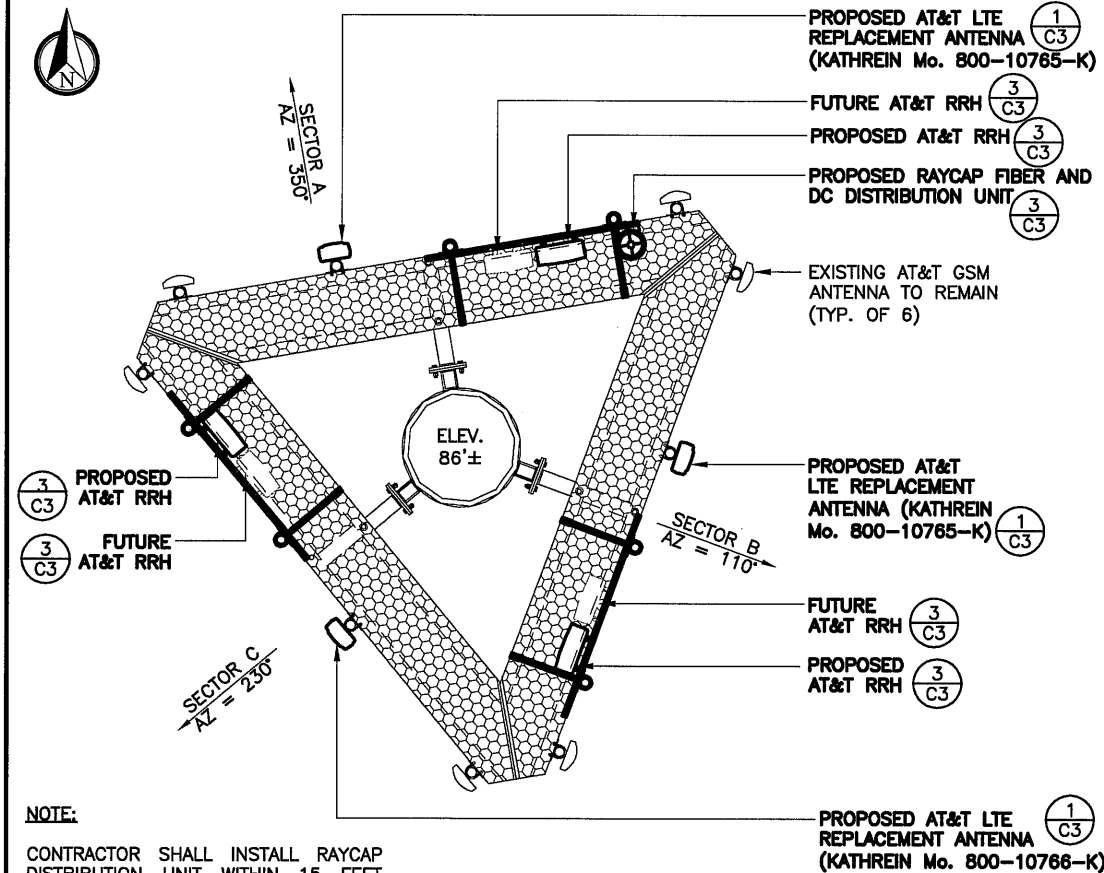 N
PROPOSED AT&T LTE
REPLACEMENT ANTENNA
(KATHREIN Mo. 800-10765-K)
1
C3
FUTURE AT&T RRH
3
C3
PROPOSED AT&T RRH
3
C3
PROPOSED RAYCAP FIBER AND
DC DISTRIBUTION UNIT
3
C3
EXISTING AT&T GSM
ANTENNA TO REMAIN
(TYP. OF 6)
SECTOR A
AZ = 350°
ELEV.
86'±
3
C3
PROPOSED
AT&T RRH
3
C3
FUTURE
AT&T RRH
PROPOSED AT&T
LTE REPLACEMENT
ANTENNA (KATHREIN
Mo. 800-10765-K)
1
C3
SECTOR B
AZ = 110°
FUTURE
AT&T RRH
3
C3
PROPOSED
AT&T RRH
3
C3
SECTOR C
AZ = 230°
PROPOSED AT&T LTE
REPLACEMENT ANTENNA
(KATHREIN Mo. 800-10766-K)
1
C3
NOTE:
CONTRACTOR SHALL INSTALL RAYCAP
DISTRIBUTION UNIT WITHIN 15 FEET